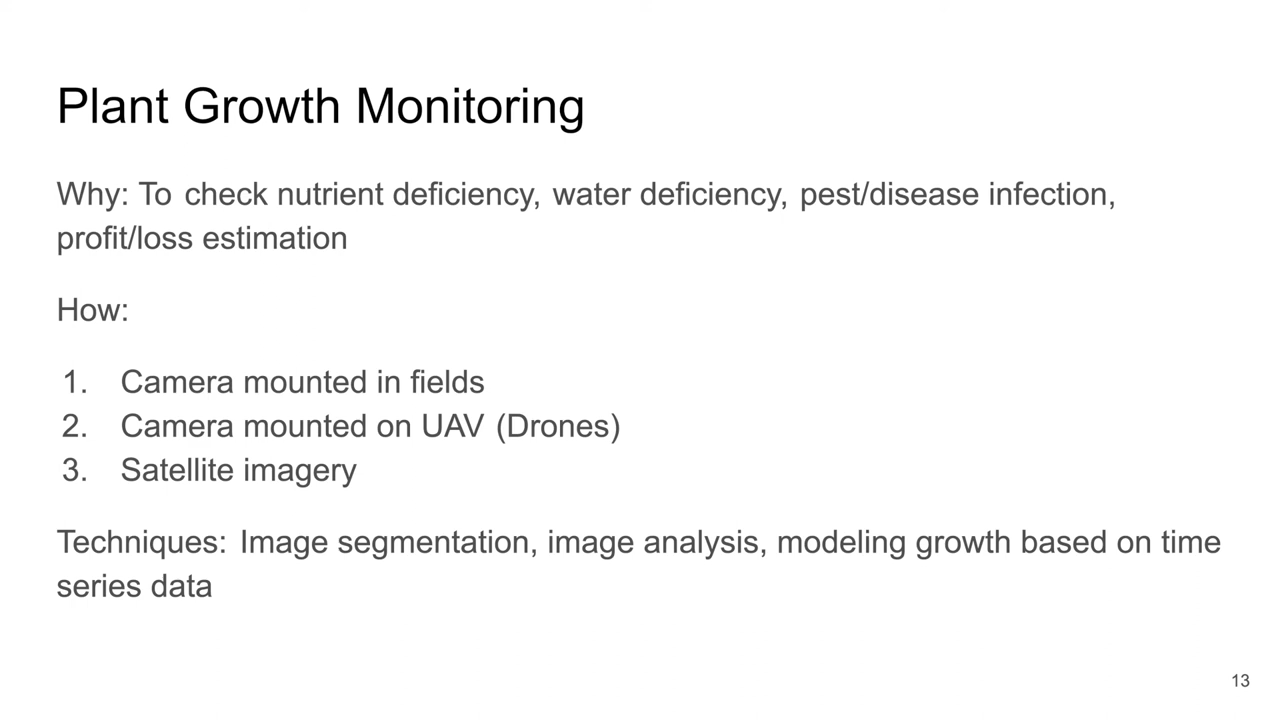 Plant Growth Monitoring
Why: To check nutrient deficiency, water deficiency, pest/disease infection,
profit/loss estimation
How:
1. Camera mounted in fields
2. Camera mounted on UAV (Drones)
3. Satellite imagery
Techniques: Image segmentation, image analysis, modeling growth based on time
series data
13